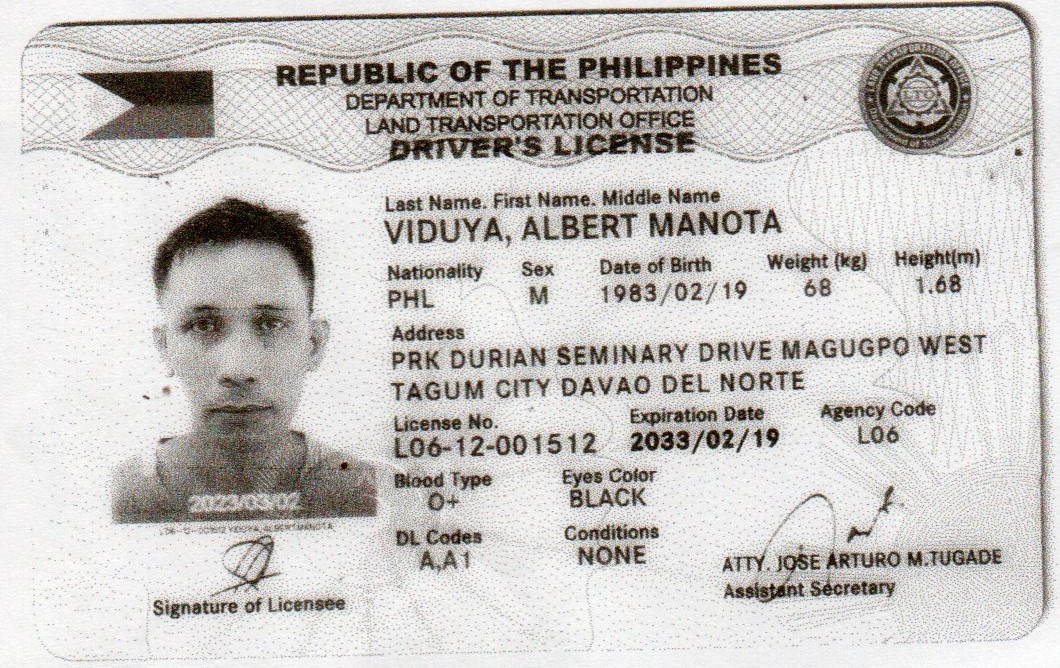 REPUBLIC OF THE PHILIPPINES
DEPARTMENT OF TRANSPORTATION
LAND TRANSPORTATION OFFICE
DRIVER'S LICENSE
LTO
Last Name. First Name. Middle Name
VIDUYA, ALBERT MANOTA
Nationality Sex Date of Birth Weight (kg) Height(m)
PHL M 1983/02/19 68 1.68
Address
PRK DURIAN SEMINARY DRIVE MAGUGPO WEST
TAGUM CITY DAVAO DEL NORTE
License No. Expiration Date Agency Code
L06-12-001512 2033/02/19 L06
Blood Type Eyes Color
O+ BLACK
DL Codes Conditions
A,A1 NONE
2023/03/02
VIDUYA, ALBERT MANOTA
Signature of Licensee
ATTY. JOSE ARTURO M.TUGADE
Assistant Secretary